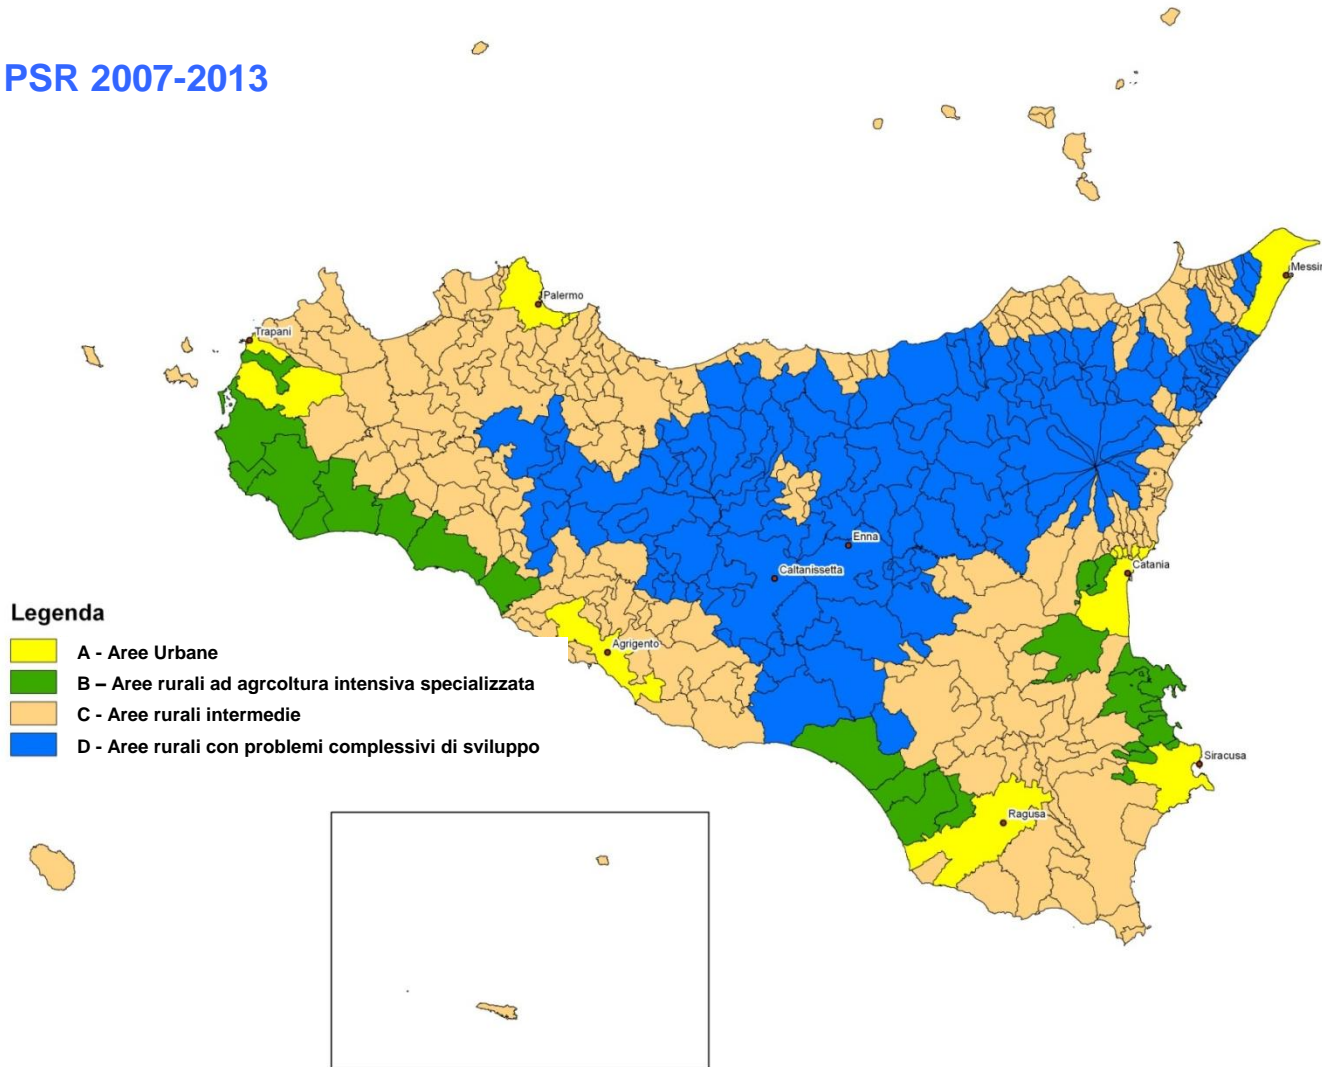 PSR 2007-2013
Messin
Palermo
Trapani
Enna
Caltanissetta
Catania
Agrigento
Siracusa
Ragusa
Legenda
A - Aree Urbane
B – Aree rurali ad agrcoltura intensiva specializzata
C - Aree rurali intermedie
D - Aree rurali con problemi complessivi di sviluppo